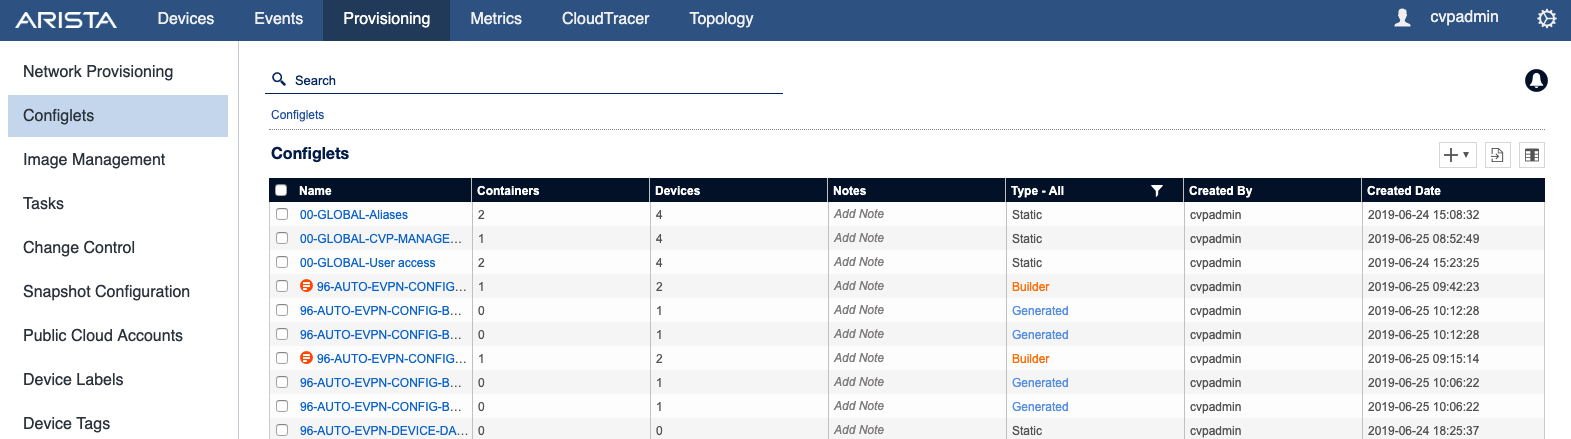 ARISTA Devices Events Provisioning Metrics CloudTracer Topology cvpadmin
Network Provisioning
Configlets
Image Management
Tasks
Change Control
Snapshot Configuration
Public Cloud Accounts
Device Labels
Device Tags
Search
Configlets
Configlets
Name Containers Devices Notes Type - All Created By Created Date
00-GLOBAL-Aliases 2 4 Add Note Static cvpadmin 2019-06-24 15:08:32
00-GLOBAL-CVP-MANAGE... 1 4 Add Note Static cvpadmin 2019-06-25 08:52:49
00-GLOBAL-User access 2 4 Add Note Static cvpadmin 2019-06-24 15:23:25
96-AUTO-EVPN-CONFIG... 1 2 Add Note Builder cvpadmin 2019-06-25 09:42:23
96-AUTO-EVPN-CONFIG-B... 0 1 Add Note Generated cvpadmin 2019-06-25 10:12:28
96-AUTO-EVPN-CONFIG-B... 0 1 Add Note Generated cvpadmin 2019-06-25 10:12:28
96-AUTO-EVPN-CONFIG... 1 2 Add Note Builder cvpadmin 2019-06-25 09:15:14
96-AUTO-EVPN-CONFIG-B... 0 1 Add Note Generated cvpadmin 2019-06-25 10:06:22
96-AUTO-EVPN-CONFIG-B... 0 1 Add Note Generated cvpadmin 2019-06-25 10:06:22
96-AUTO-EVPN-DEVICE-DA... 0 0 Add Note Static cvpadmin 2019-06-24 18:25:37